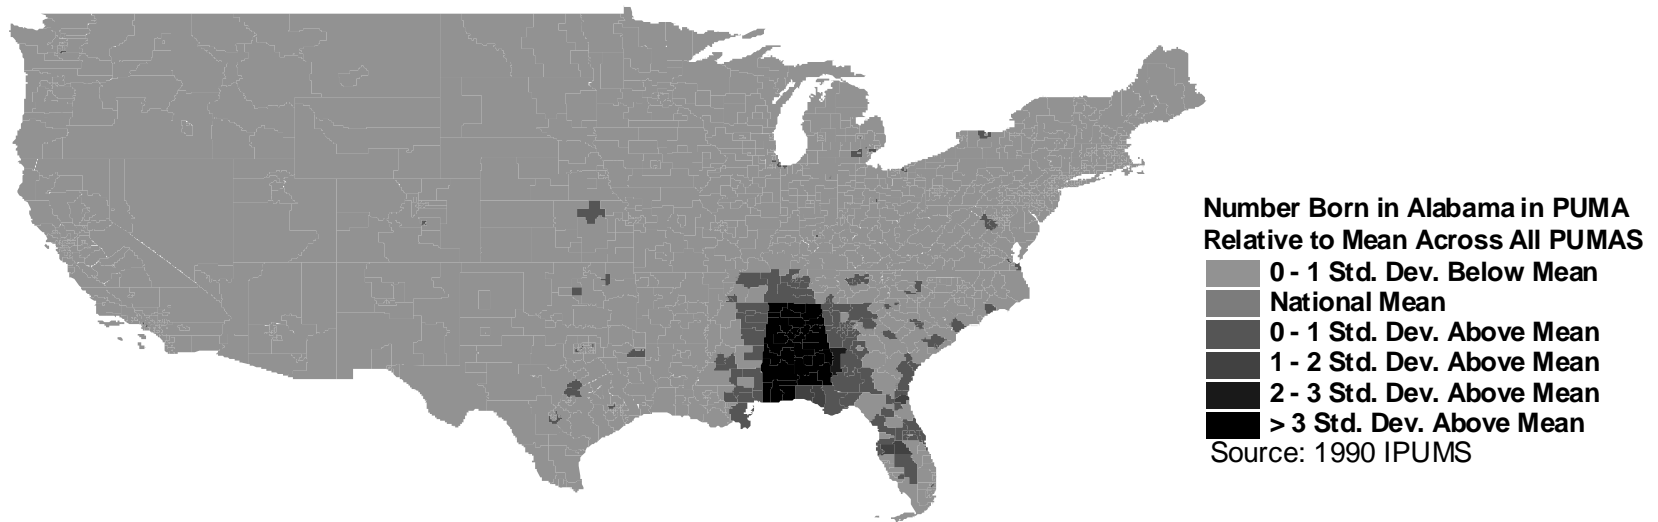 Number Born in Alabama in PUMA
Relative to Mean Across All PUMAS
0 - 1 Std. Dev. Below Mean
National Mean
0 - 1 Std. Dev. Above Mean
1 - 2 Std. Dev. Above Mean
2 - 3 Std. Dev. Above Mean
> 3 Std. Dev. Above Mean
Source: 1990 IPUMS